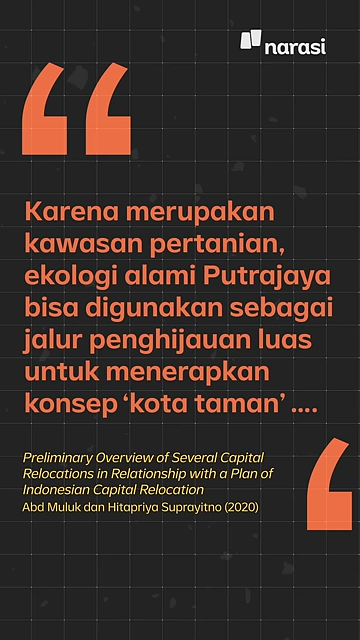 narasi
“
Karena merupakan
kawasan pertanian,
ekologi alami Putrajaya
bisa digunakan sebagai
jalur penghijauan luas
untuk menerapkan
konsep ‘kota taman’ ....
Preliminary Overview of Several Capital
Relocations in Relationship with a Plan of
Indonesian Capital Relocation
Abd Muluk dan Hitapriya Suprayitno (2020)
“